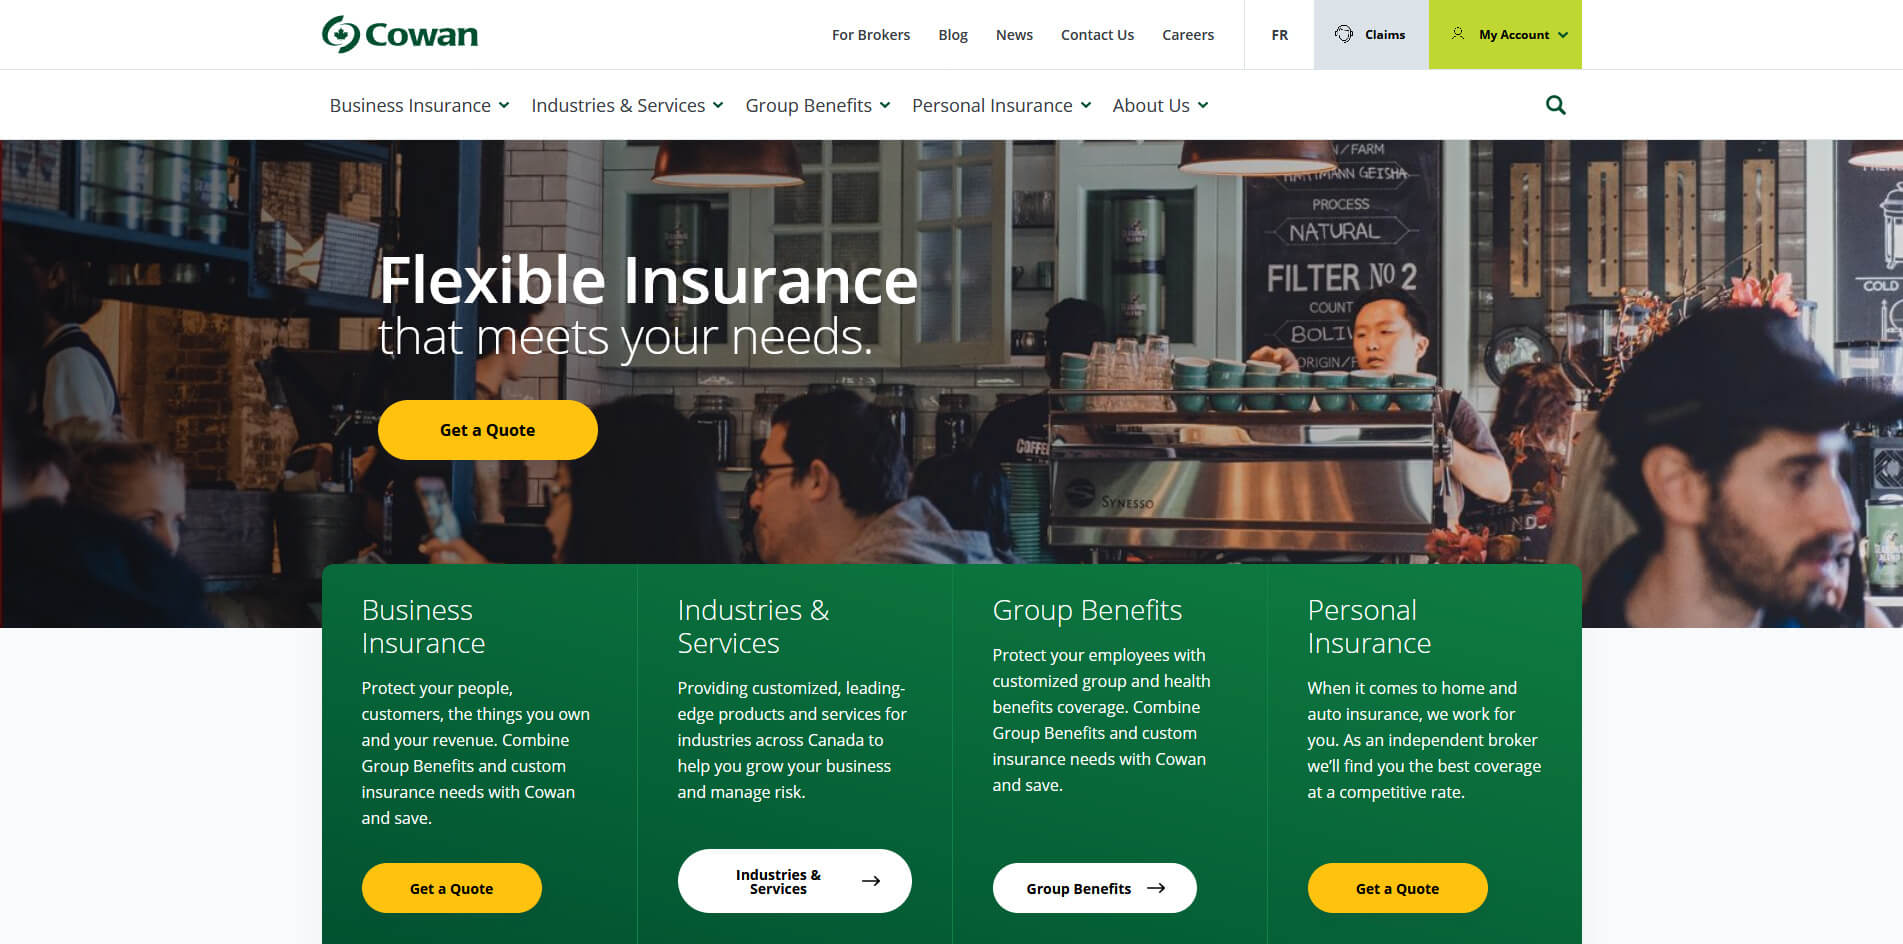 Cowan
For Brokers
Blog
News
Contact Us
Careers
FR
Claims
My Account
Business Insurance
Industries & Services
Group Benefits
Personal Insurance
About Us
/FARM
HARTMANN GEISHA
PROCESS
NATURAL
FILTER NO 2
COUNT
BOLIV
ORIGIN/F
COLD
Flexible Insurance
that meets your needs.
Get a Quote
COFFEE
SYNESSO
Business
Insurance
Protect your people,
customers, the things you own
and your revenue. Combine
Group Benefits and custom
insurance needs with Cowan
and save.
Get a Quote
Industries &
Services
Providing customized, leading-
edge products and services for
industries across Canada to
help you grow your business
and manage risk.
Industries &
Services
Group Benefits
Protect your employees with
customized group and health
benefits coverage. Combine
Group Benefits and custom
insurance needs with Cowan
and save.
Group Benefits
Personal
Insurance
When it comes to home and
auto insurance, we work for
you. As an independent broker
we’ll find you the best coverage
at a competitive rate.
Get a Quote